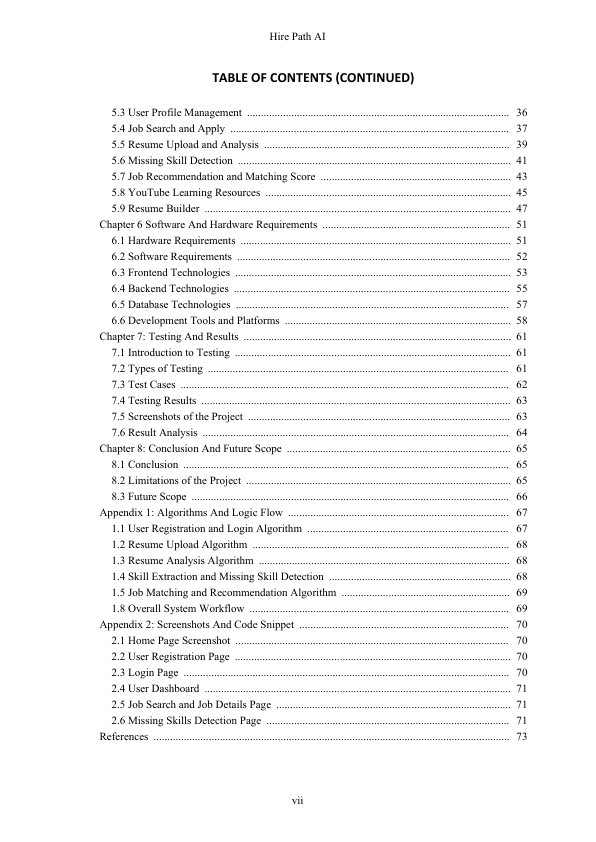 Hire Path AI
TABLE OF CONTENTS (CONTINUED)
5.3 User Profile Management ........ 36
5.4 Job Search and Apply ........ 37
5.5 Resume Upload and Analysis ........ 39
5.6 Missing Skill Detection ........ 41
5.7 Job Recommendation and Matching Score ........ 43
5.8 YouTube Learning Resources ........ 45
5.9 Resume Builder ........ 47
Chapter 6 Software And Hardware Requirements ........ 51
6.1 Hardware Requirements ........ 51
6.2 Software Requirements ........ 52
6.3 Frontend Technologies ........ 53
6.4 Backend Technologies ........ 55
6.5 Database Technologies ........ 57
6.6 Development Tools and Platforms ........ 58
Chapter 7: Testing And Results ........ 61
7.1 Introduction to Testing ........ 61
7.2 Types of Testing ........ 61
7.3 Test Cases ........ 62
7.4 Testing Results ........ 63
7.5 Screenshots of the Project ........ 63
7.6 Result Analysis ........ 64
Chapter 8: Conclusion And Future Scope ........ 65
8.1 Conclusion ........ 65
8.2 Limitations of the Project ........ 65
8.3 Future Scope ........ 66
Appendix 1: Algorithms And Logic Flow ........ 67
1.1 User Registration and Login Algorithm ........ 67
1.2 Resume Upload Algorithm ........ 68
1.3 Resume Analysis Algorithm ........ 68
1.4 Skill Extraction and Missing Skill Detection ........ 68
1.5 Job Matching and Recommendation Algorithm ........ 69
1.8 Overall System Workflow ........ 69
Appendix 2: Screenshots And Code Snippet ........ 70
2.1 Home Page Screenshot ........ 70
2.2 User Registration Page ........ 70
2.3 Login Page ........ 70
2.4 User Dashboard ........ 71
2.5 Job Search and Job Details Page ........ 71
2.6 Missing Skills Detection Page ........ 71
References ........ 73
vii